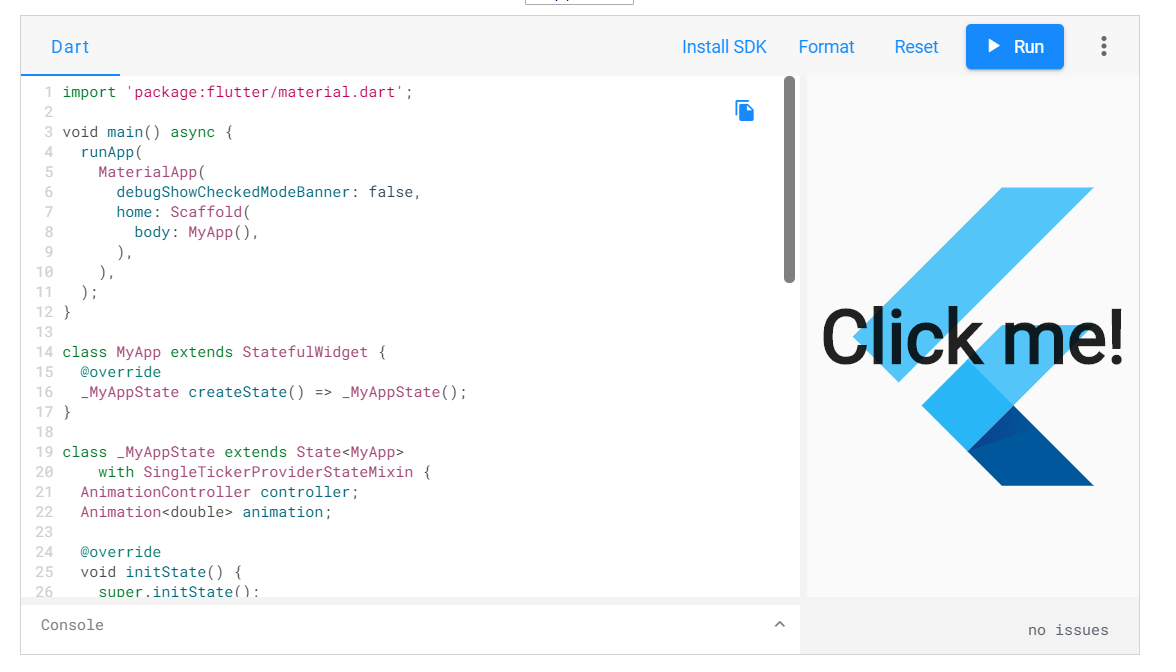 Dart
Install SDK
Format
Reset
Run
1 import 'package:flutter/material.dart';
2
3 void main() async {
4   runApp(
5     MaterialApp(
6       debugShowCheckedModeBanner: false,
7       home: Scaffold(
8         body: MyApp(),
9       ),
10     ),
11   );
12 }
13
14 class MyApp extends StatefulWidget {
15   @override
16   _MyAppState createState() => _MyAppState();
17 }
18
19 class _MyAppState extends State<MyApp>
20     with SingleTickerProviderStateMixin {
21   AnimationController controller;
22   Animation<double> animation;
23
24   @override
25   void initState() {
26     super.initState();
Click me!
Console
no issues